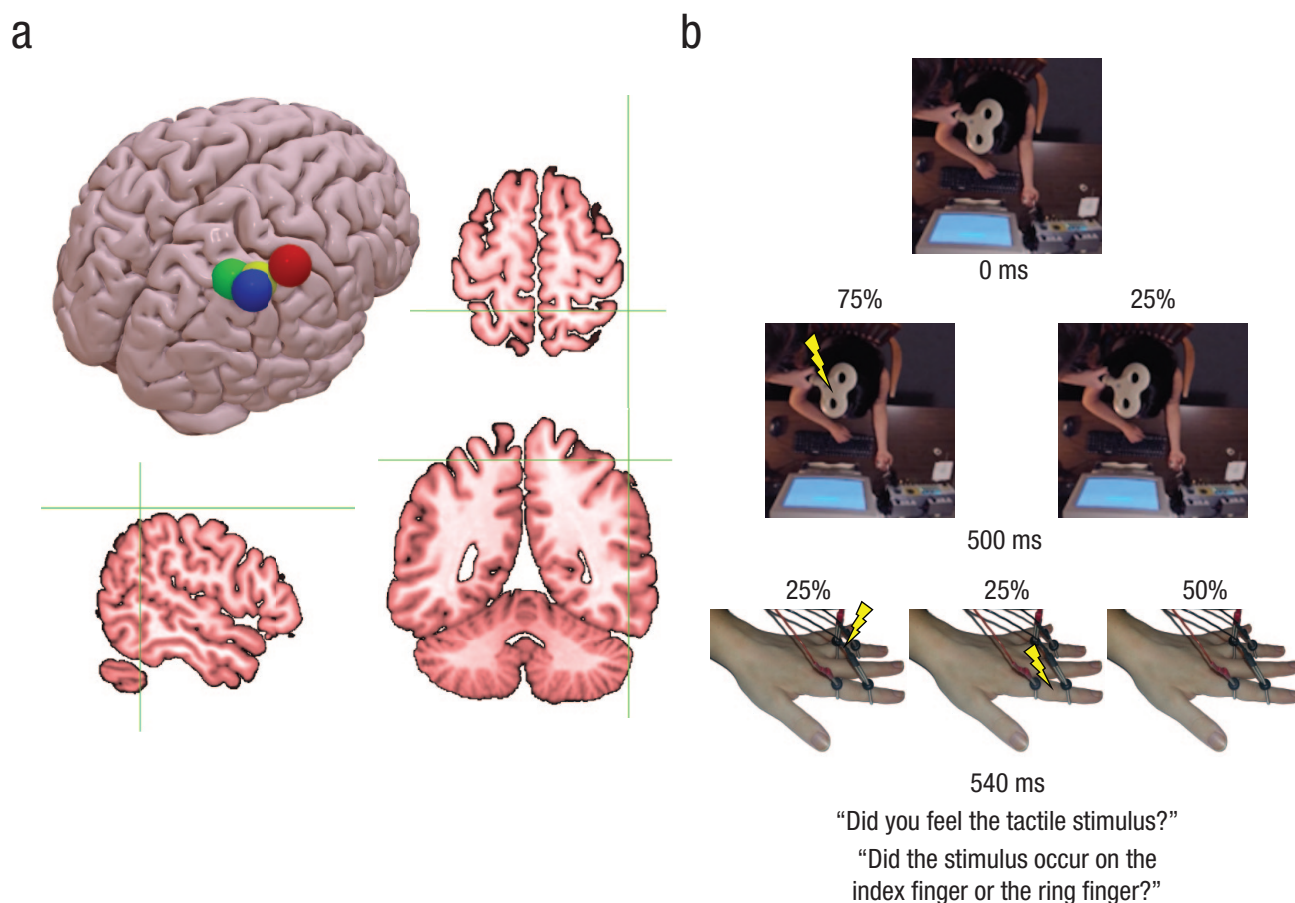 a
b
0 ms
75%
25%
500 ms
25%
25%
50%
540 ms
“Did you feel the tactile stimulus?”
“Did the stimulus occur on the
index finger or the ring finger?”